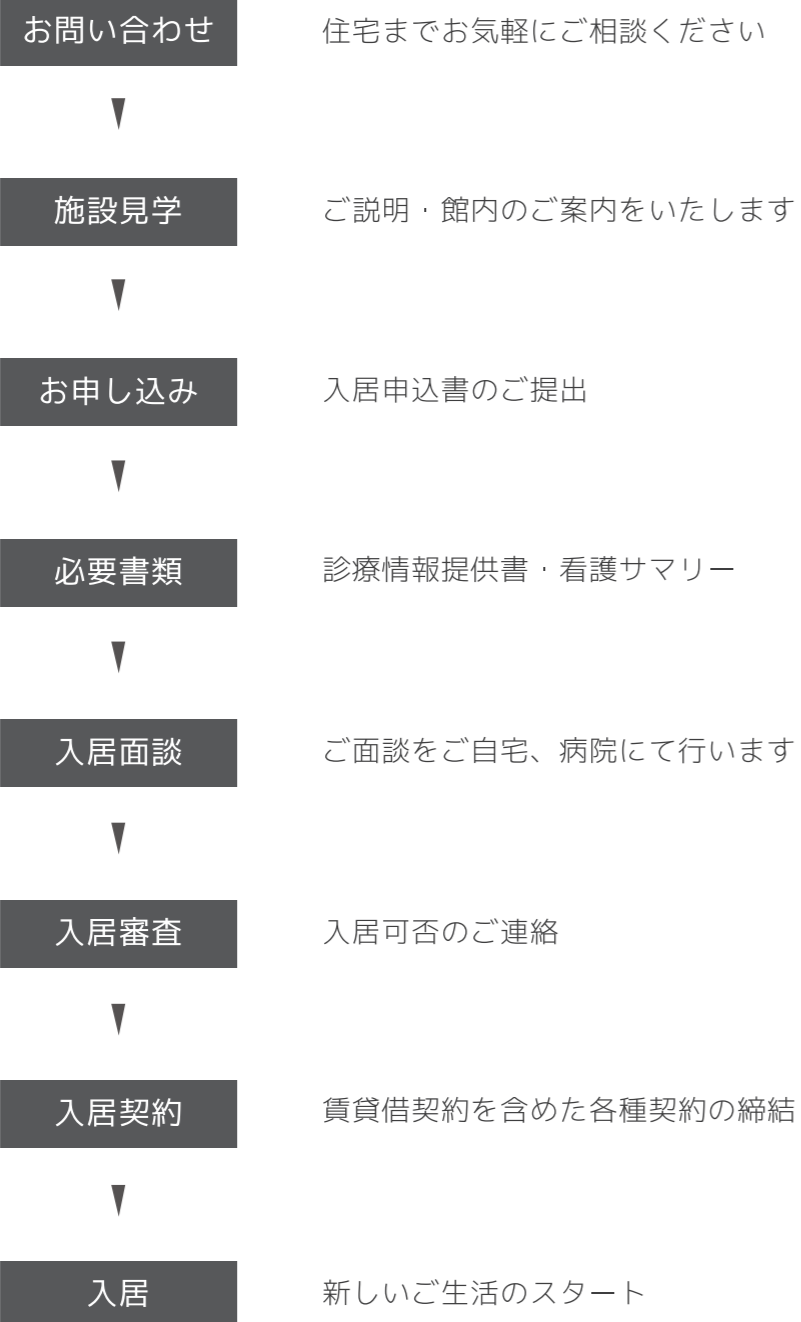 お問い合わせ
住宅までお気軽にご相談ください
施設見学
ご説明・館内のご案内をいたします
お申し込み
入居申込書のご提出
必要書類
診療情報提供書・看護サマリー
入居面談
ご面談をご自宅、病院にて行います
入居審査
入居可否のご連絡
入居契約
賃貸借契約を含めた各種契約の締結
入居
新しいご生活のスタート